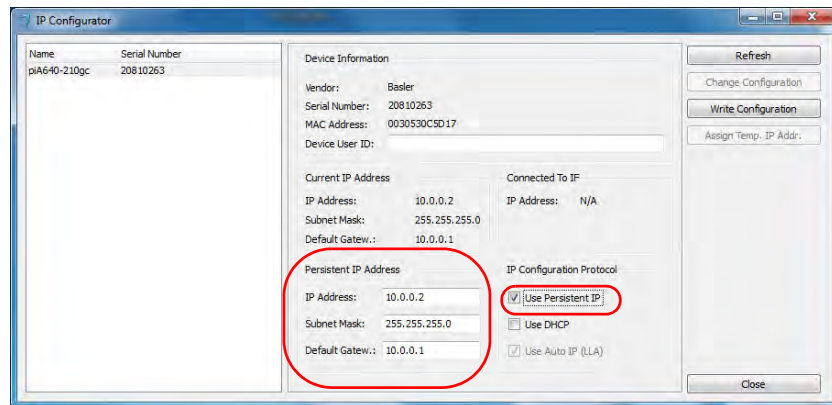 IP Configurator
Name Serial Number
piA640-210gc 20810263
Device Information
Vendor: Basler
Serial Number: 20810263
MAC Address: 0030530C5D17
Device User ID:
Current IP Address
IP Address: 10.0.0.2
Subnet Mask: 255.255.255.0
Default Gatew.: 10.0.0.1
Connected To IF
IP Address: N/A
Persistent IP Address
IP Address: 10.0.0.2
Subnet Mask: 255.255.255.0
Default Gatew.: 10.0.0.1
IP Configuration Protocol
Use Persistent IP
Use DHCP
Use Auto IP (LLA)
Refresh
Change Configuration
Write Configuration
Assign Temp. IP Addr.
Close